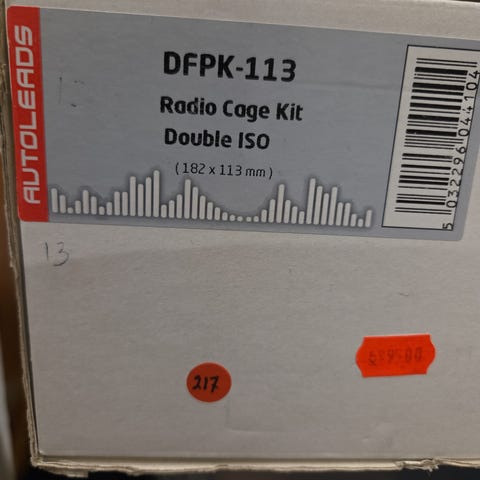 AUTOLEADS
DFPK-113
Radio Cage Kit
Double ISO
(182 x 113 mm)
5 032296 044104
13
217